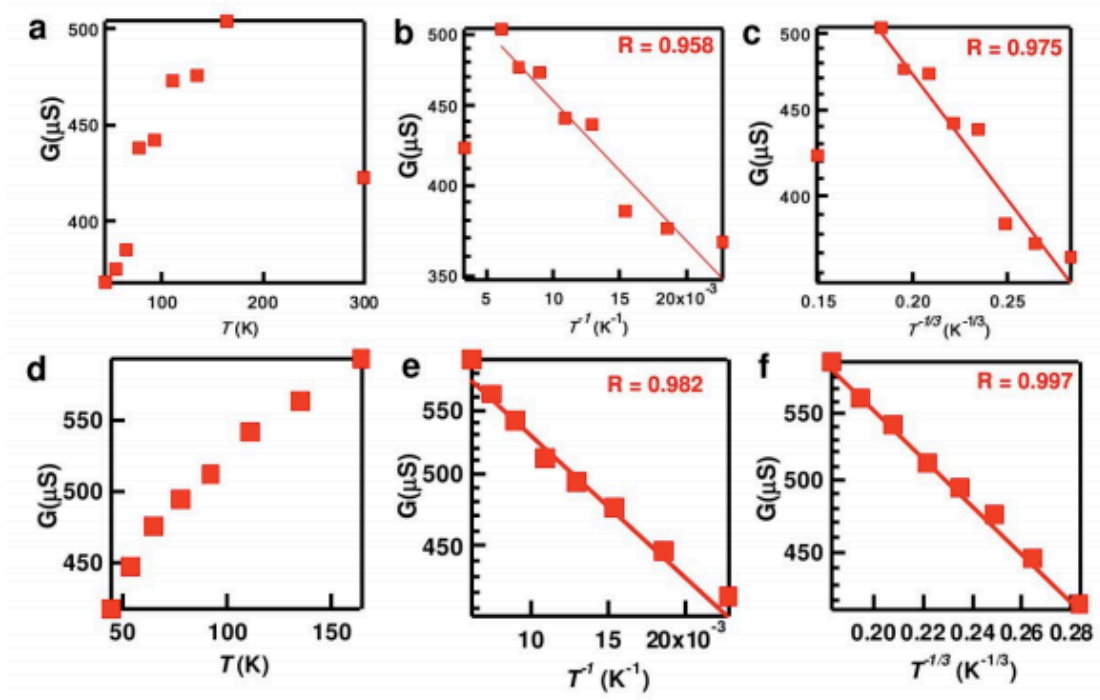 a
500
450
400
G(μS)
100
200
300
T(K)
b
R = 0.958
500
450
400
350
G(μS)
5
10
15
20x10⁻³
T⁻¹ (K⁻¹)
c
R = 0.975
500
450
400
G(μS)
0.15
0.20
0.25
T⁻¹/³ (K⁻¹/³)
d
550
500
450
G(μS)
50
100
150
T(K)
e
R = 0.982
550
500
450
G(μS)
10
15
20x10⁻³
T⁻¹ (K⁻¹)
f
R = 0.997
550
500
450
G(μS)
0.20 0.22 0.24 0.26 0.28
T⁻¹/³ (K⁻¹/³)